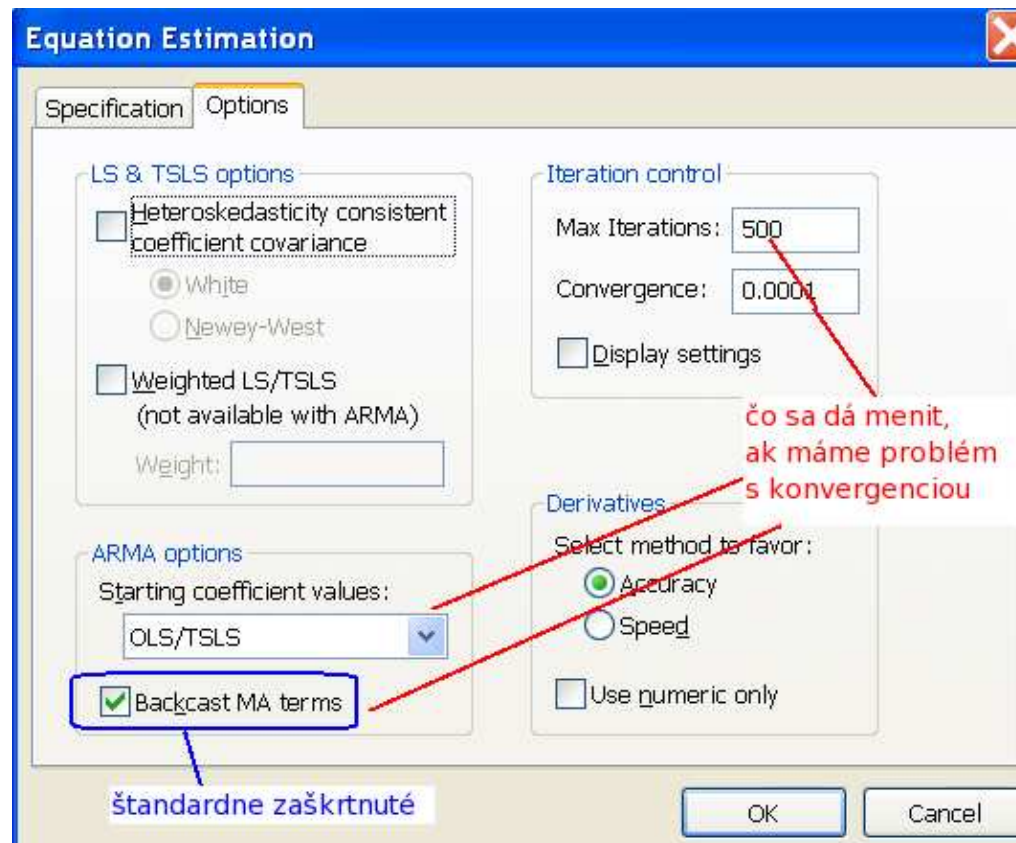 Equation Estimation
Specification
Options
LS & TSLS options
Heteroskedasticity consistent
coefficient covariance
White
Newey-West
Weighted LS/TSLS
(not available with ARMA)
Weight:
ARMA options
Starting coefficient values:
OLS/TSLS
Backcast MA terms
štandardne zaškrtnuté
Iteration control
Max Iterations: 500
Convergence: 0.0001
Display settings
čo sa dá menit,
ak máme problém
s konvergenciou
Derivatives
Select method to favor:
Accuracy
Speed
Use numeric only
OK
Cancel